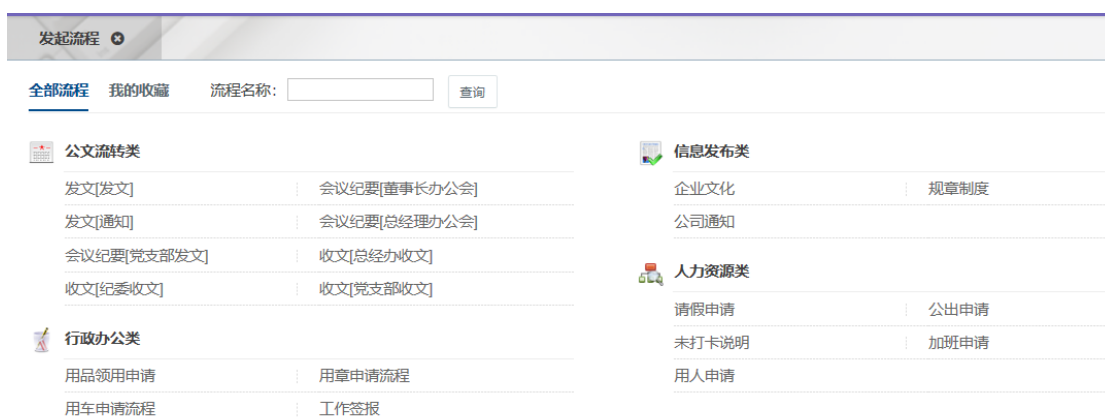 发起流程
全部流程 我的收藏 流程名称: 查询
公文流转类
发文[发文] 会议纪要[董事长办公会]
发文[通知] 会议纪要[总经理办公会]
会议纪要[党支部发文] 收文[总经办收文]
收文[纪委收文] 收文[党支部收文]
行政办公类
用品领用申请 用章申请流程
用车申请流程 工作签报
信息发布类
企业文化 规章制度
公司通知
人力资源类
请假申请 公出申请
未打卡说明 加班申请
用人申请